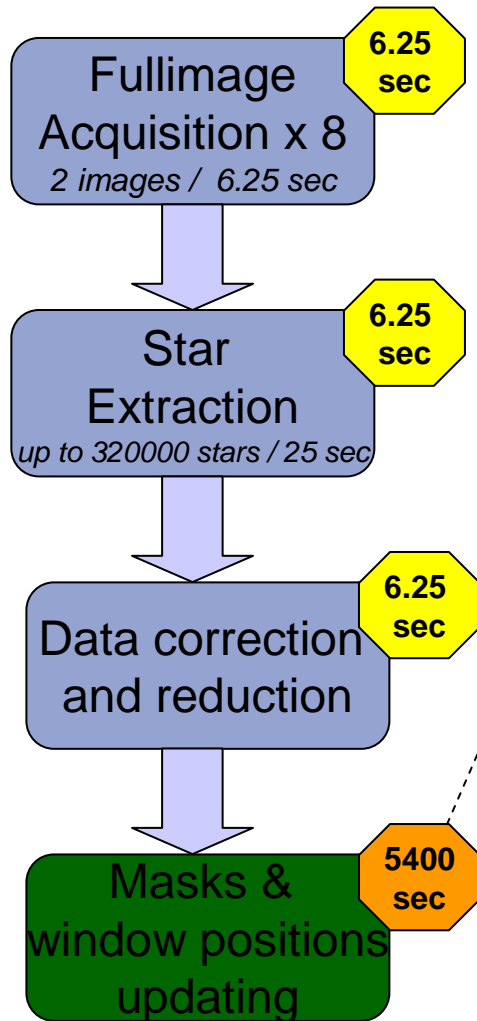 6.25
sec
Fullimage
Acquisition x 8
2 images / 6.25 sec
6.25
sec
Star
Extraction
up to 320000 stars / 25 sec
6.25
sec
Data correction
and reduction
5400
sec
Masks &
window positions
updating